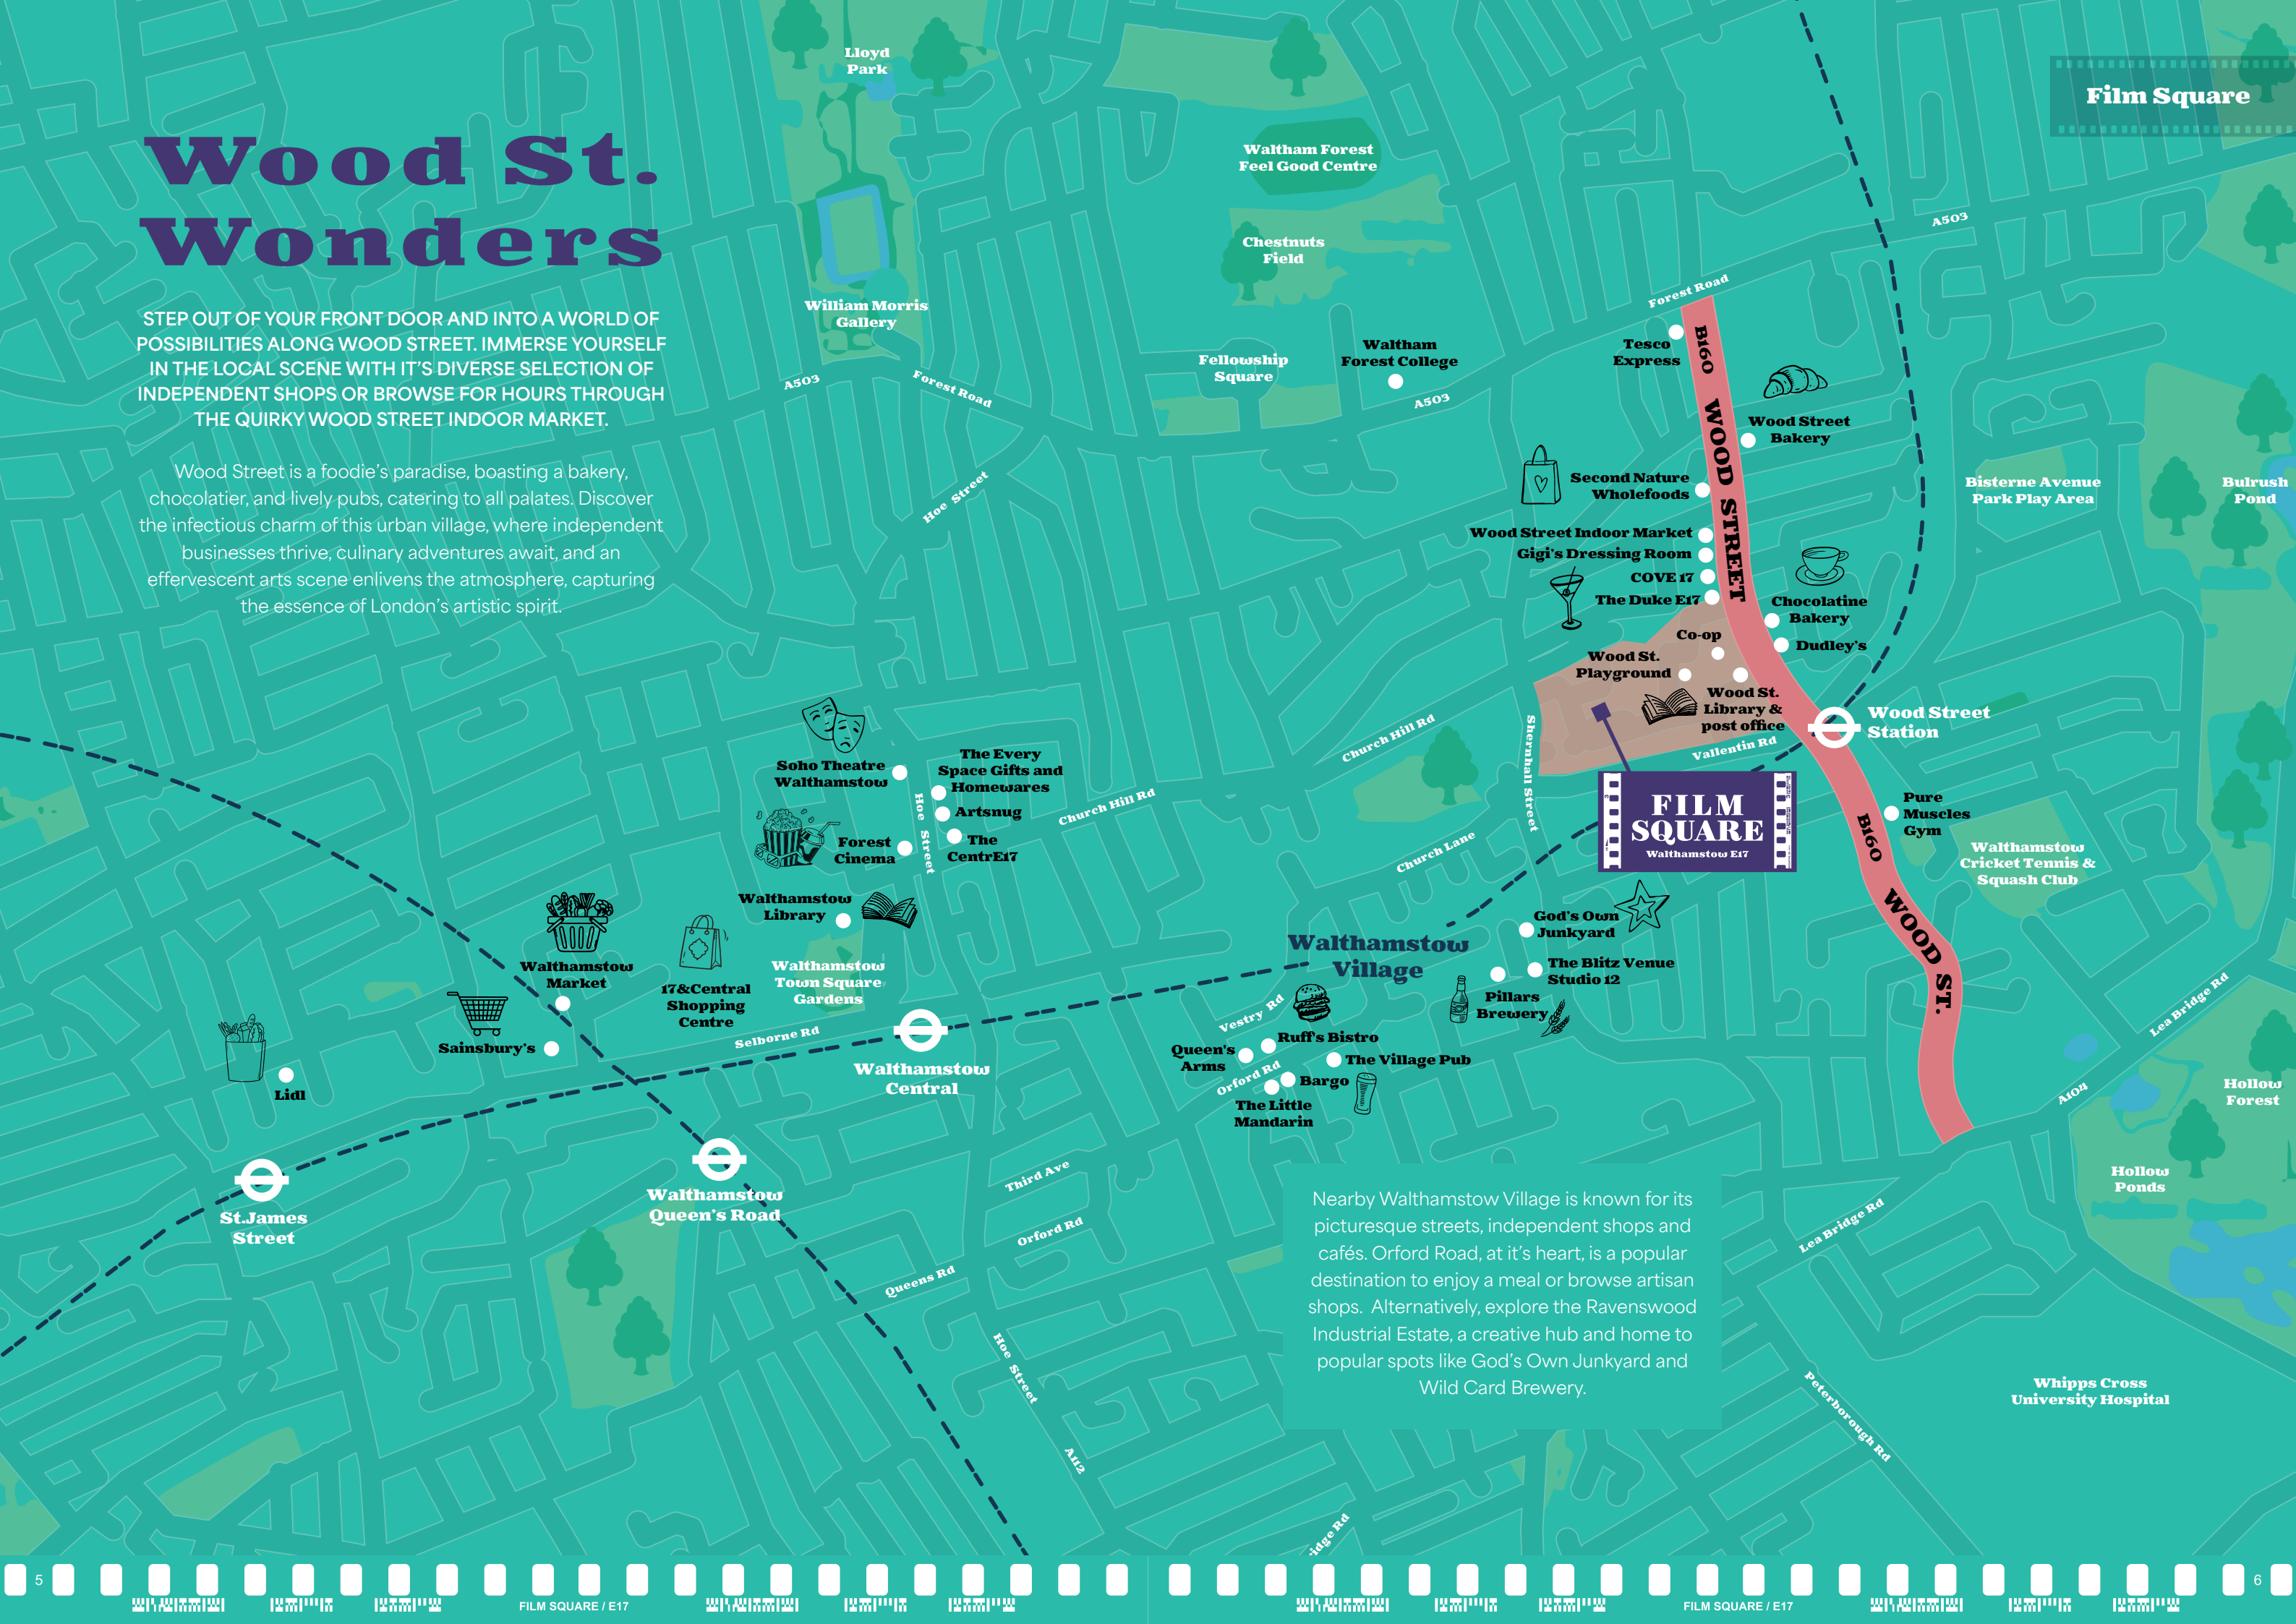 Wood St.
Wonders
STEP OUT OF YOUR FRONT DOOR AND INTO A WORLD OF
POSSIBILITIES ALONG WOOD STREET. IMMERSE YOURSELF
IN THE LOCAL SCENE WITH IT'S DIVERSE SELECTION OF
INDEPENDENT SHOPS OR BROWSE FOR HOURS THROUGH
THE QUIRKY WOOD STREET INDOOR MARKET.
Wood Street is a foodie's paradise, boasting a bakery,
chocolatier, and lively pubs, catering to all palates. Discover
the infectious charm of this urban village, where independent
businesses thrive, culinary adventures await, and an
effervescent arts scene enlivens the atmosphere, capturing
the essence of London's artistic spirit.
Lloyd
Park
William Morris
Gallery
A503
Forest Road
Hoe Street
Waltham Forest
Feel Good Centre
Chestnuts
Field
Fellowship
Square
Waltham
Forest College
A503
Film Square
A503
Forest Road
Tesco
Express
B160
WOOD STREET
Wood Street
Bakery
Second Nature
Wholefoods
Wood Street Indoor Market
Gigi's Dressing Room
COVE 17
The Duke E17
Chocolatine
Bakery
Dudley's
Co-op
Wood St.
Playground
Wood St.
Library &
post office
Vallentin Rd
Wood Street
Station
Bisterne Avenue
Park Play Area
Bulrush
Pond
Shernhall Street
Church Hill Rd
FILM
SQUARE
Walthamstow E17
Pure
Muscles
Gym
B160
WOOD ST.
Walthamstow
Cricket Tennis &
Squash Club
Soho Theatre
Walthamstow
The Every
Space Gifts and
Homewares
Artsnug
Hoe Street
Forest
Cinema
The
CentrE17
Church Hill Rd
Church Lane
Walthamstow
Library
Walthamstow
Town Square
Gardens
17&Central
Shopping
Centre
Walthamstow
Market
Sainsbury's
Lidl
Selborne Rd
Walthamstow
Central
Walthamstow
Queen's Road
St.James
Street
Walthamstow
Village
God's Own
Junkyard
The Blitz Venue
Studio 12
Pillars
Brewery
Vestry Rd
Ruff's Bistro
Queen's
Arms
The Village Pub
Orford Rd
Bargo
The Little
Mandarin
Lea Bridge Rd
A104
Hollow
Forest
Hollow
Ponds
Lea Bridge Rd
Third Ave
Orford Rd
Queens Rd
Hoe Street
A112
Nearby Walthamstow Village is known for its
picturesque streets, independent shops and
cafés. Orford Road, at it's heart, is a popular
destination to enjoy a meal or browse artisan
shops. Alternatively, explore the Ravenswood
Industrial Estate, a creative hub and home to
popular spots like God's Own Junkyard and
Wild Card Brewery.
Peterborough Rd
Whipps Cross
University Hospital
idge Rd
5
FILM SQUARE / E17
FILM SQUARE / E17
6